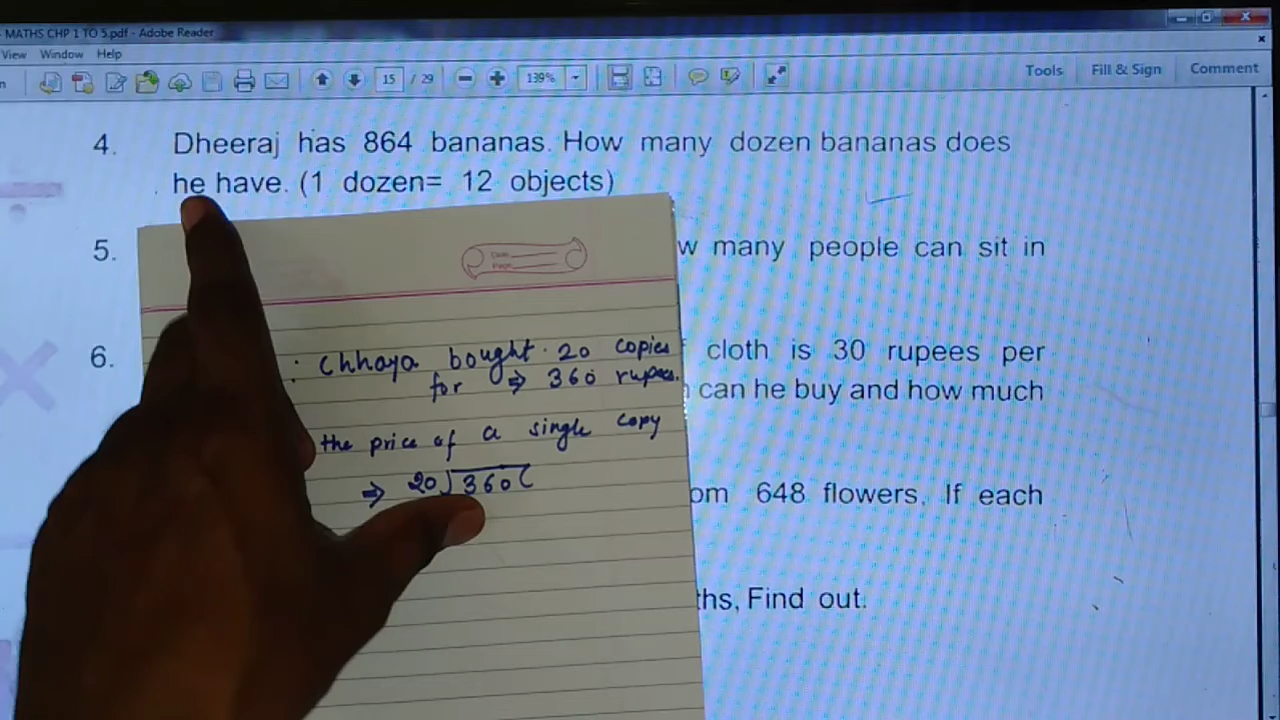 - MATHS CHP 1 TO 5.pdf - Adobe Reader
View Window Help
15 / 29 139% Tools Fill & Sign Comment
4. Dheeraj has 864 bananas. How many dozen bananas does
he have. (1 dozen= 12 objects)
5. w many people can sit in
6. cloth is 30 rupees per
can he buy and how much
om 648 flowers. If each
ths, Find out.
Date
Page
: Chhaya bought 20 copies
for ⇒ 360 rupees.
the price of a single copy
⇒ 20)360(